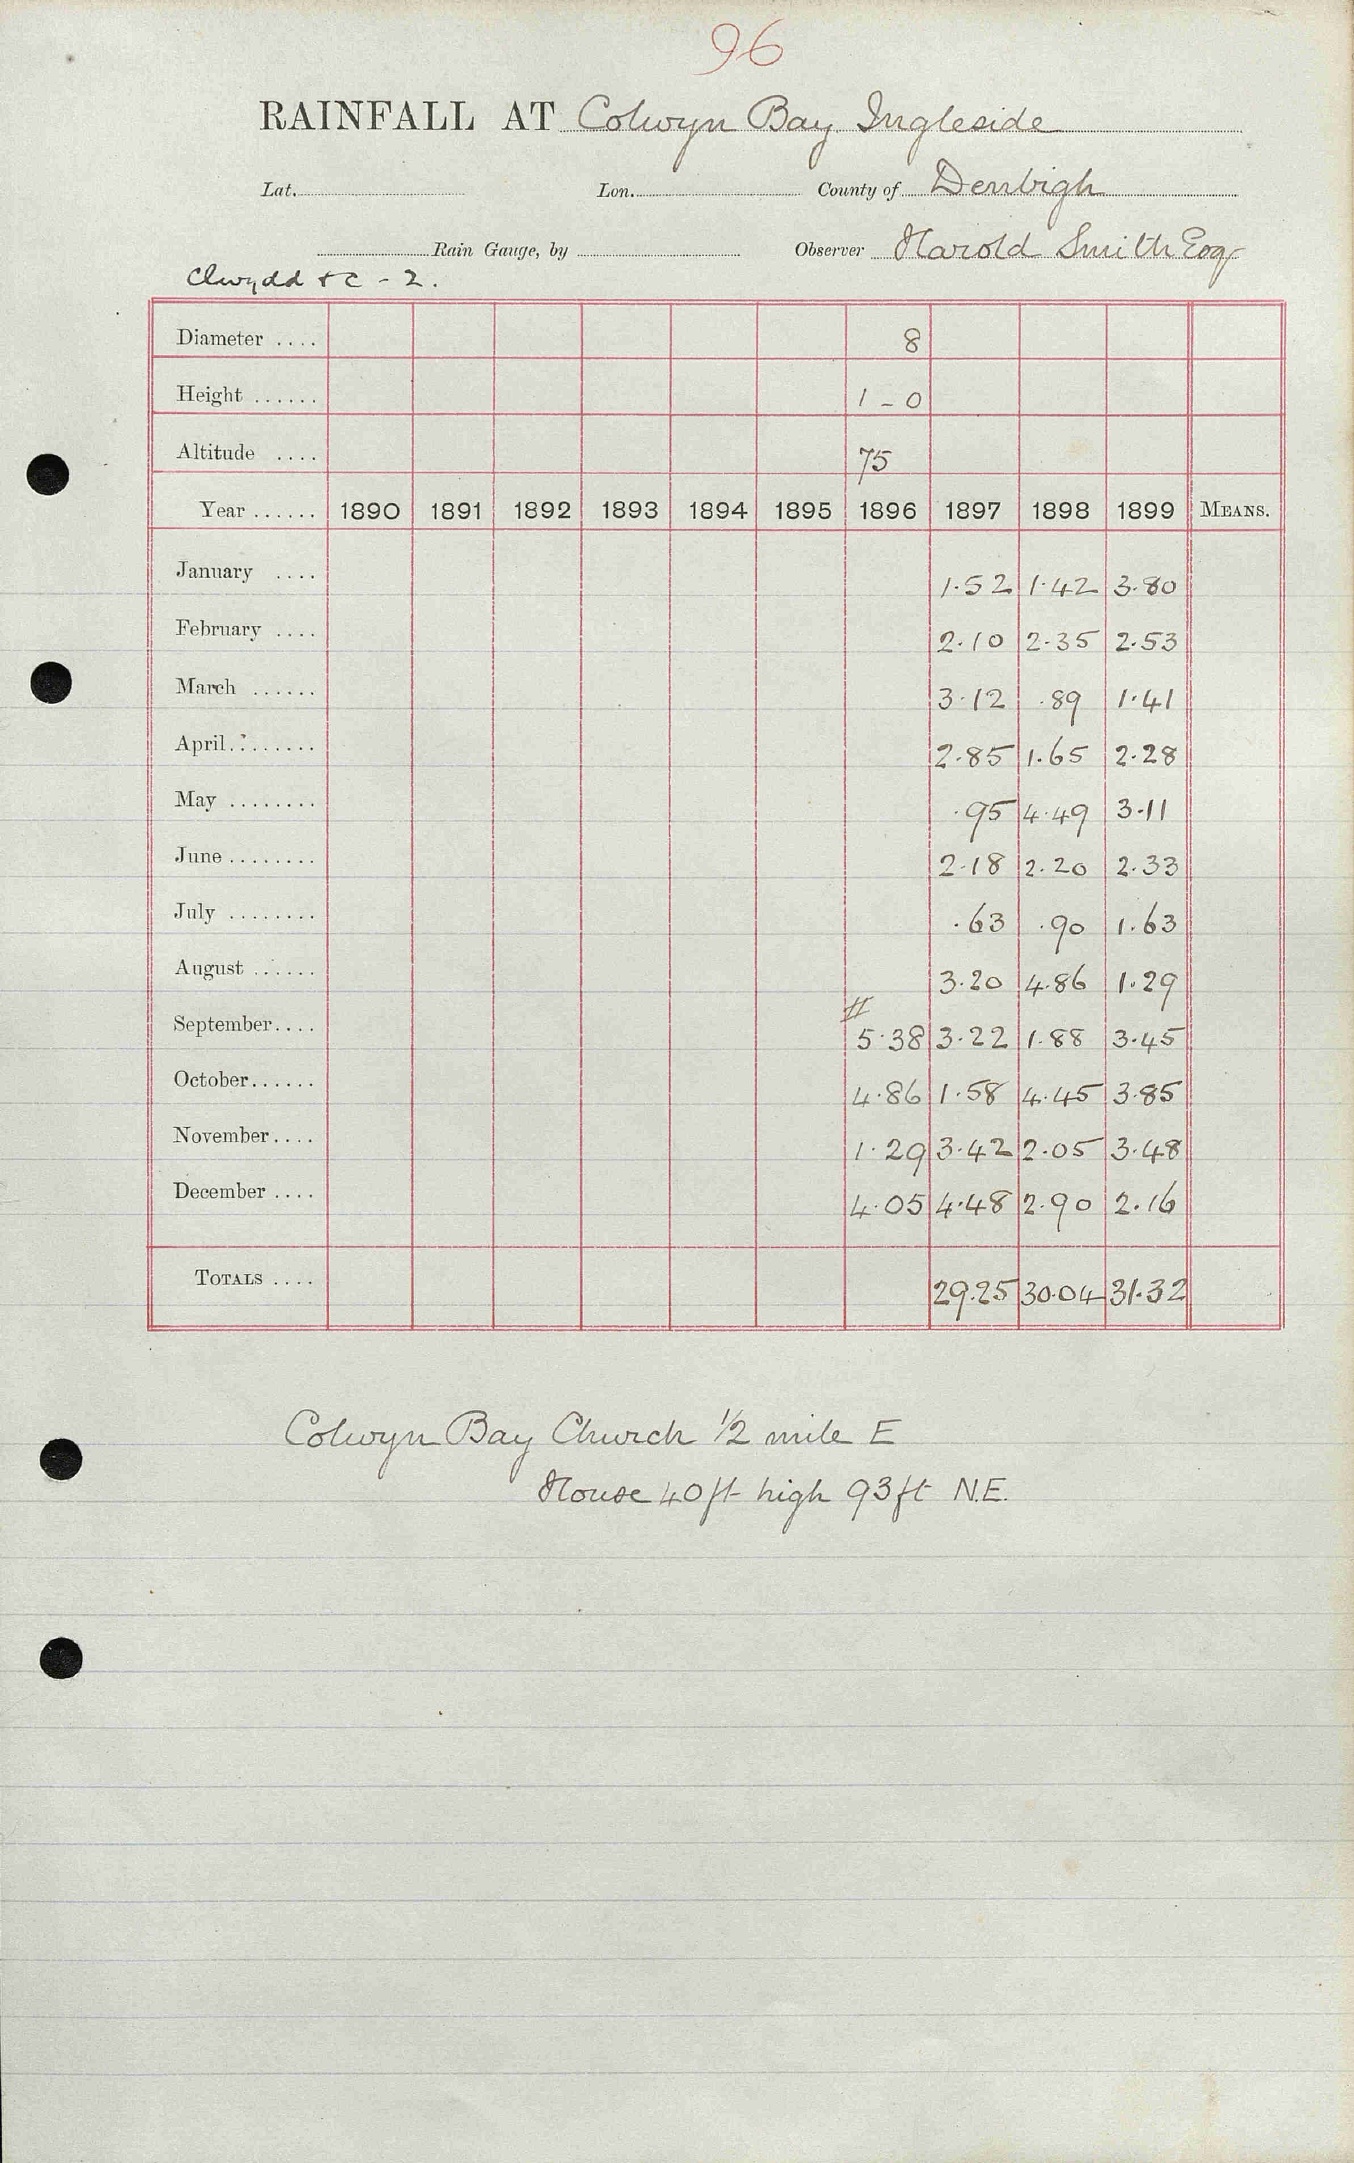 96
RAINFALL AT Colwyn Bay Ingleside
Lat. Lon. County of Denbigh
Rain Gauge, by Observer Harold Smith Esq
Clwydd & C - 2.
Diameter .... 8
Height ...... 1 - 0
Altitude .... 75
Year ...... 1890 1891 1892 1893 1894 1895 1896 1897 1898 1899 MEANS.
January .... 1.52 1.42 3.80
February .... 2.10 2.35 2.53
March ...... 3.12 .89 1.41
April........ 2.85 1.65 2.28
May ........ .95 4.49 3.11
June ........ 2.18 2.20 2.33
July ........ .63 .90 1.63
August ...... 3.20 4.86 1.29
September.... # 5.38 3.22 1.88 3.45
October...... 4.86 1.58 4.45 3.85
November.... 1.29 3.42 2.05 3.48
December .... 4.05 4.48 2.90 2.16
TOTALS .... 29.25 30.04 31.32
Colwyn Bay Church 1/2 mile E
House 40 ft high 93 ft N.E.